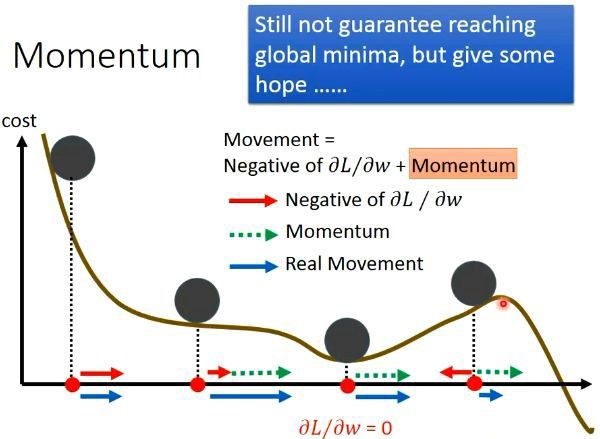 Momentum
Still not guarantee reaching
global minima, but give some
hope ……
cost
Movement =
Negative of ∂L/∂w + Momentum
Negative of ∂L / ∂w
Momentum
Real Movement
∂L/∂w = 0